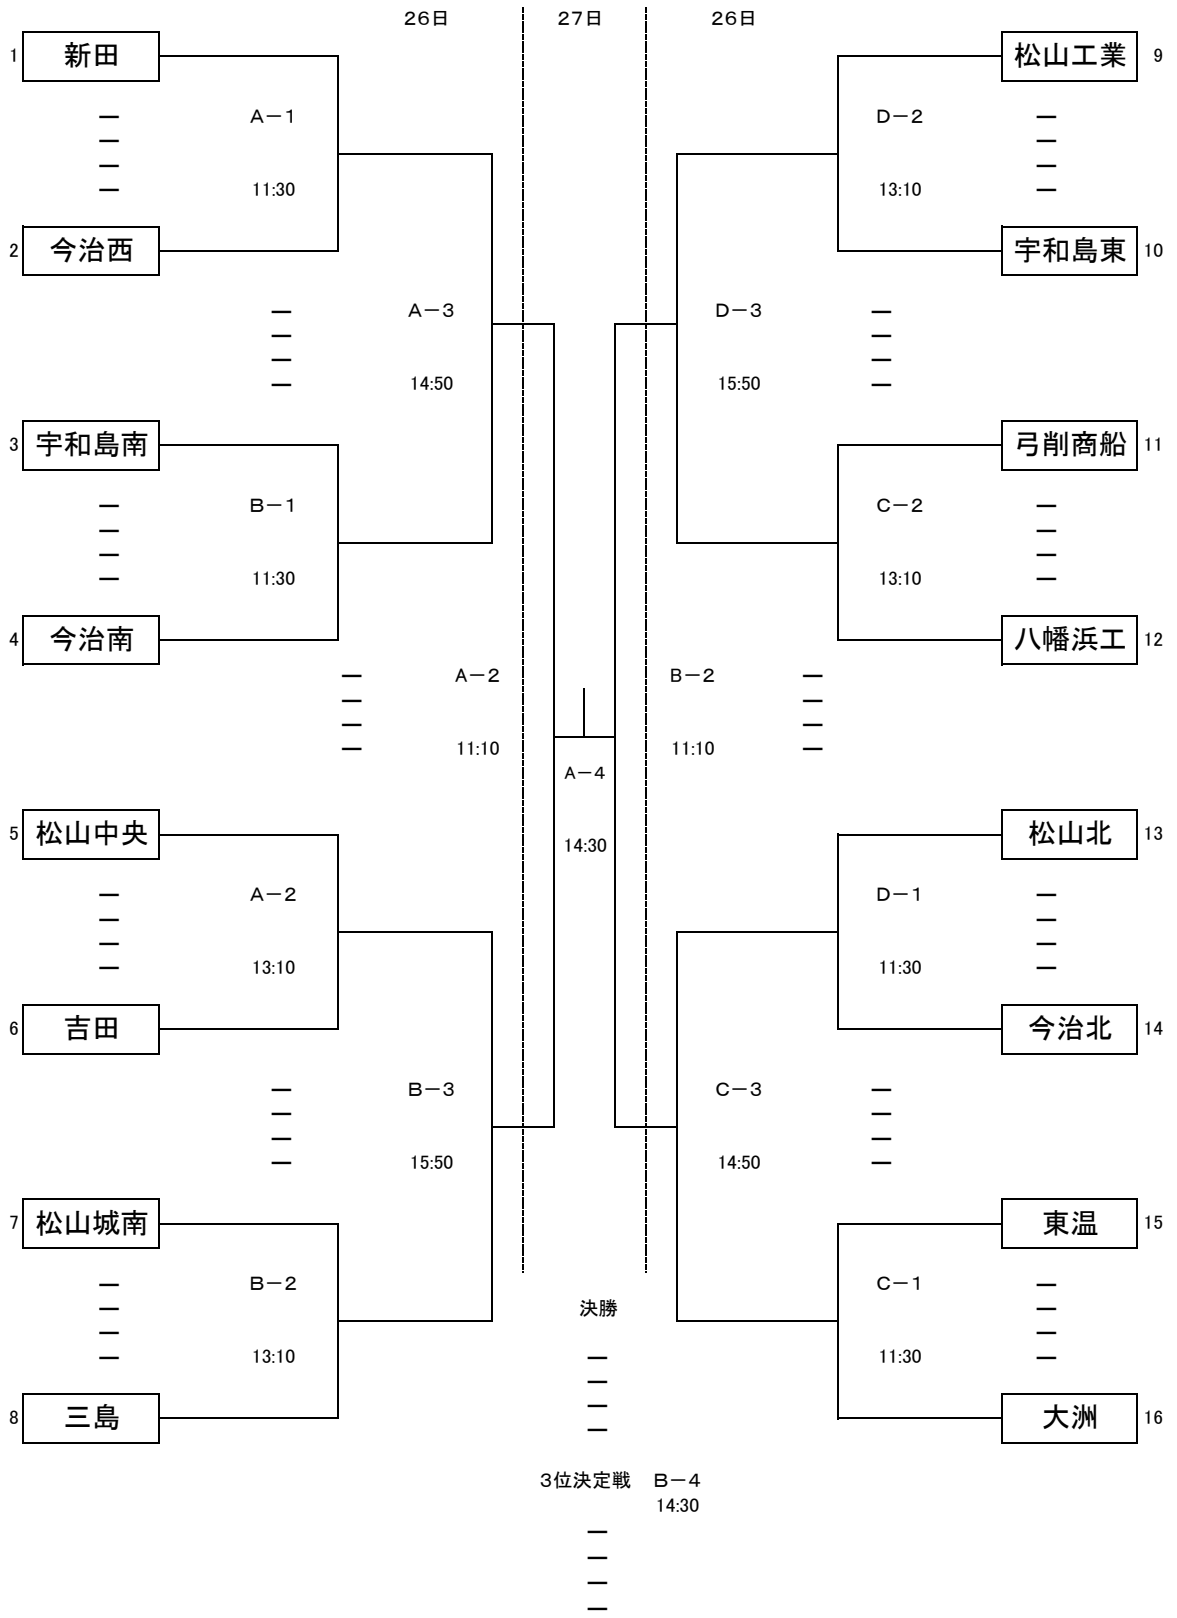 26日 27日 26日
1 新田 松山工業 9
― A－1 D－2 ―
―  ―
―  ―
― 11:30 13:10 ―
2 今治西 宇和島東 10
― A－3 D－3 ―
―  ―
―  ―
― 14:50 15:50 ―
3 宇和島南 弓削商船 11
― B－1 C－2 ―
―  ―
―  ―
― 11:30 13:10 ―
4 今治南 八幡浜工 12
― A－2 B－2 ―
―  ―
―  ―
― 11:10 11:10 ―
A－4
5 松山中央 松山北 13
14:30
― A－2 D－1 ―
―  ―
―  ―
― 13:10 11:30 ―
6 吉田 今治北 14
― B－3 C－3 ―
―  ―
―  ―
― 15:50 14:50 ―
7 松山城南 東温 15
― B－2 C－1 ―
決勝
―  ―
―  ―
― 13:10 ― 11:30 ―
―
8 三島 ― 大洲 16
―
3位決定戦 B－4
14:30
―
―
―
―